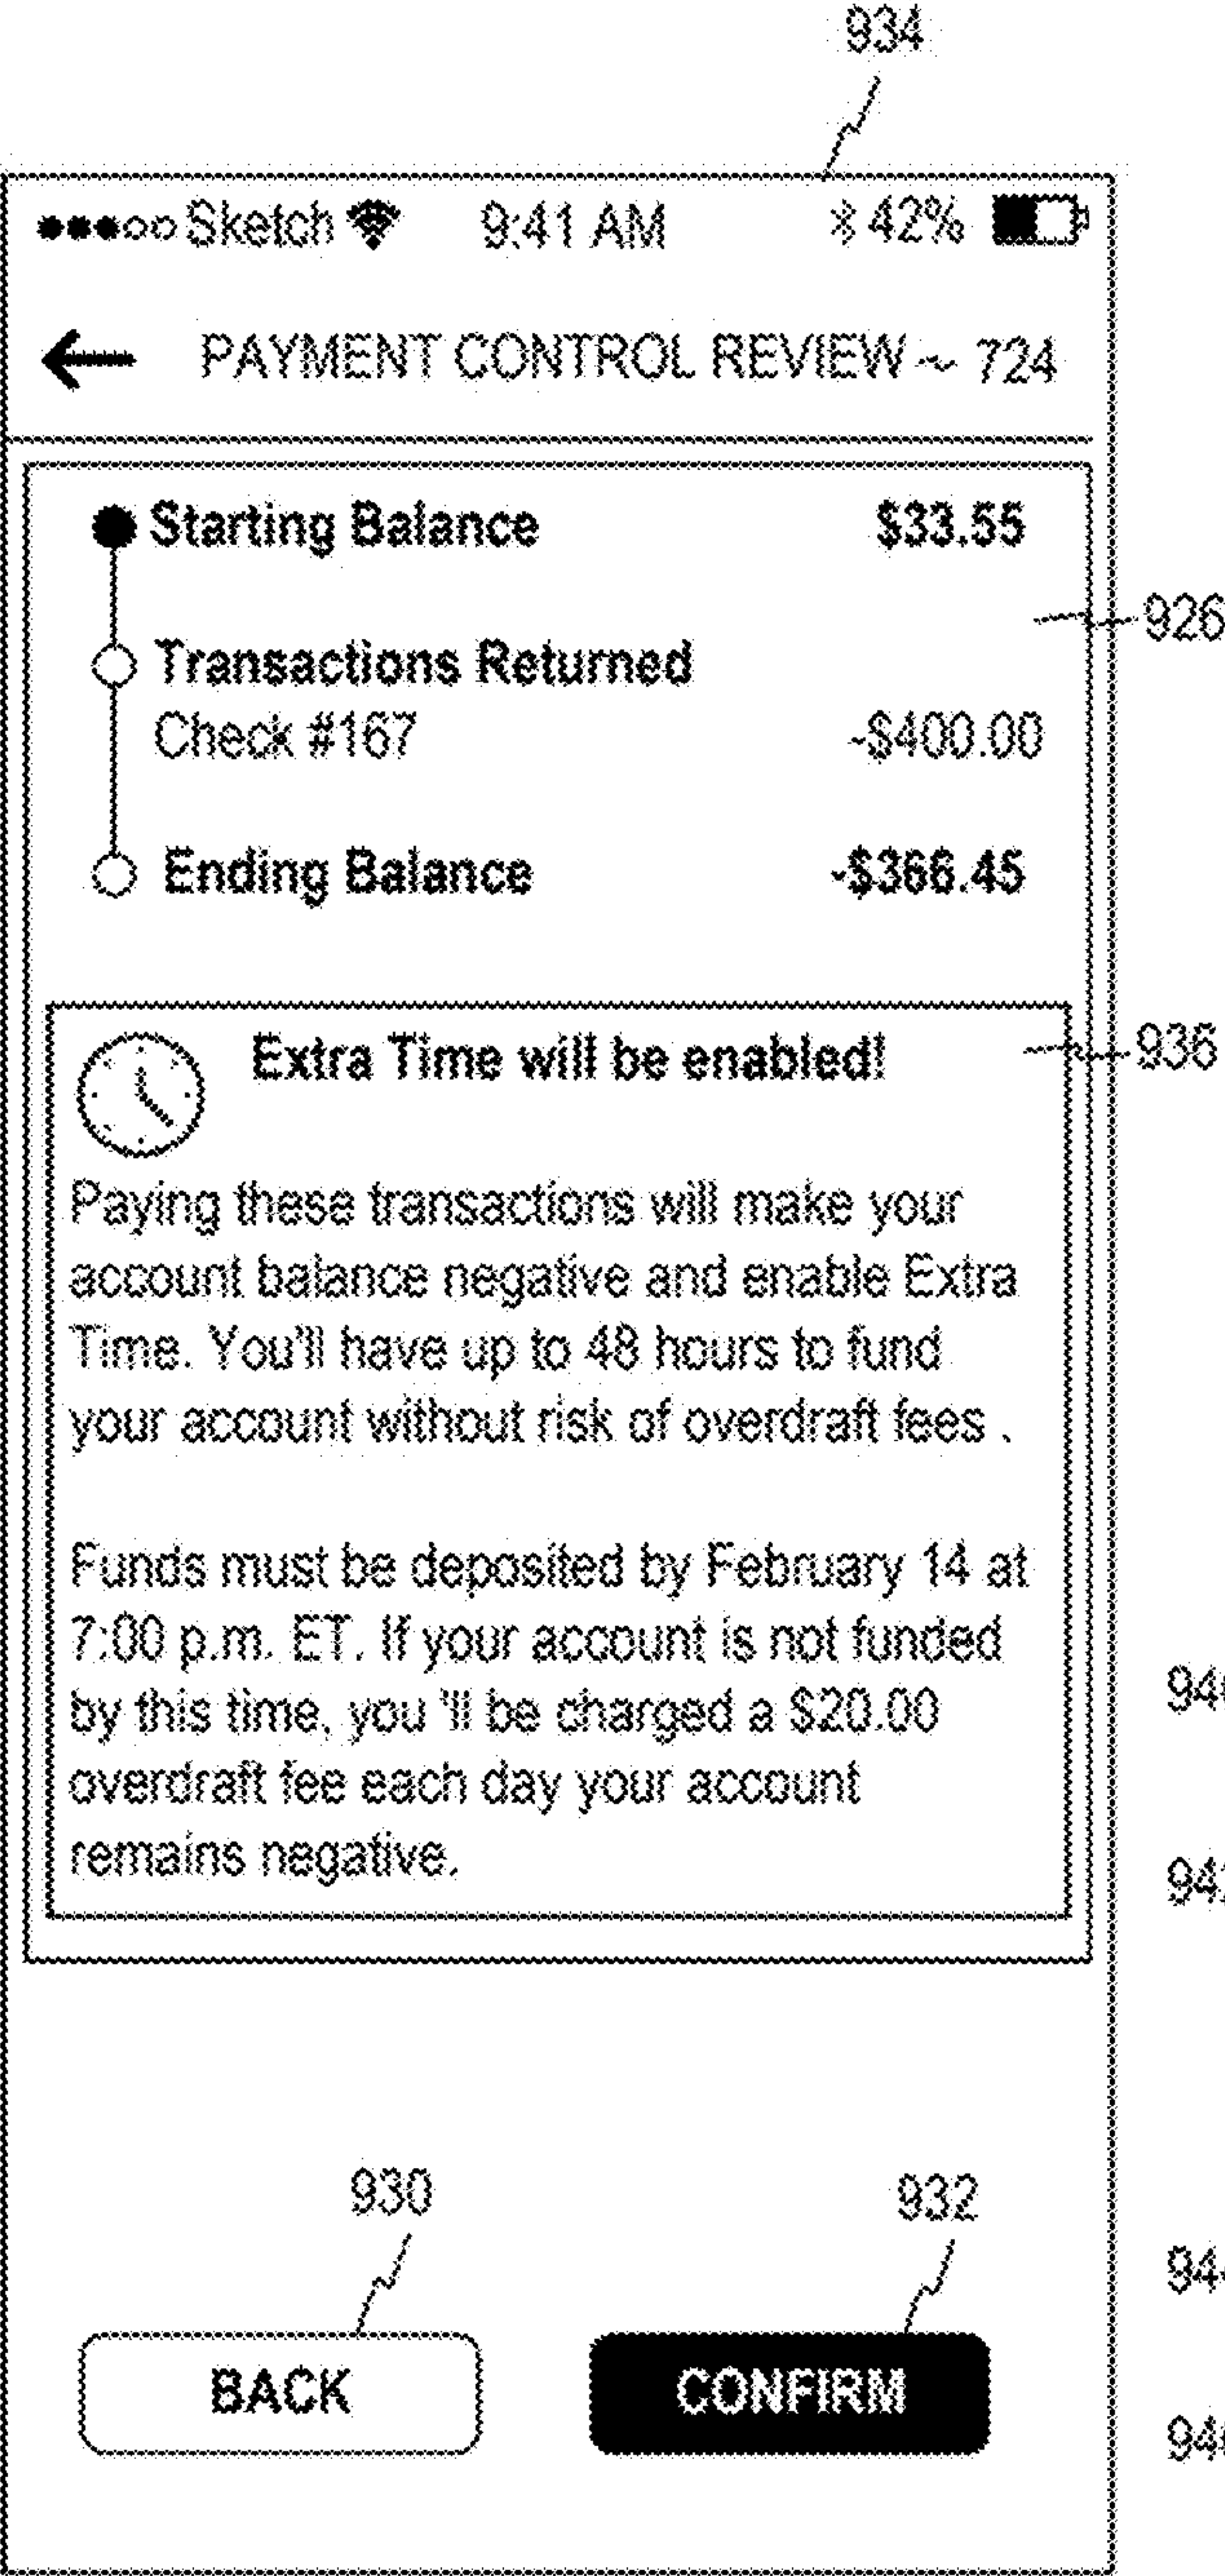 934
Sketch 9:41 AM 42%
PAYMENT CONTROL REVIEW ~ 724
Starting Balance $33.55
926
Transactions Returned
Check #167 -$400.00
Ending Balance -$366.45
Extra Time will be enabled!
936
Paying these transactions will make your
account balance negative and enable Extra
Time. You'll have up to 48 hours to fund
your account without risk of overdraft fees .
Funds must be deposited by February 14 at
7:00 p.m. ET. If your account is not funded
by this time, you 'll be charged a $20.00
overdraft fee each day your account
remains negative.
930 932
BACK CONFIRM